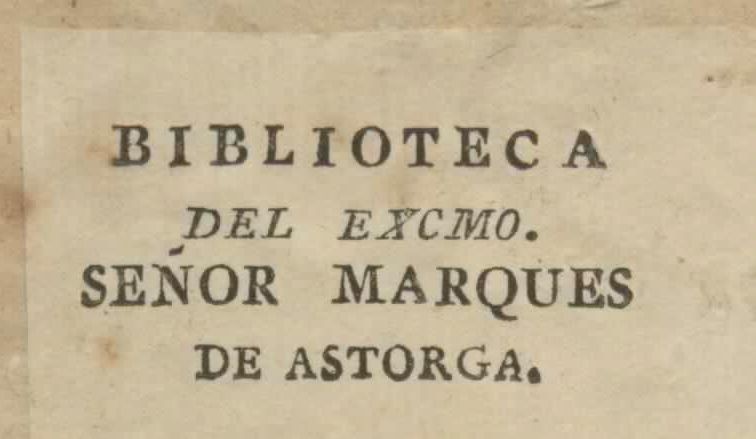 BIBLIOTECA
DEL EXCMO.
SEÑOR MARQUES
DE ASTORGA.